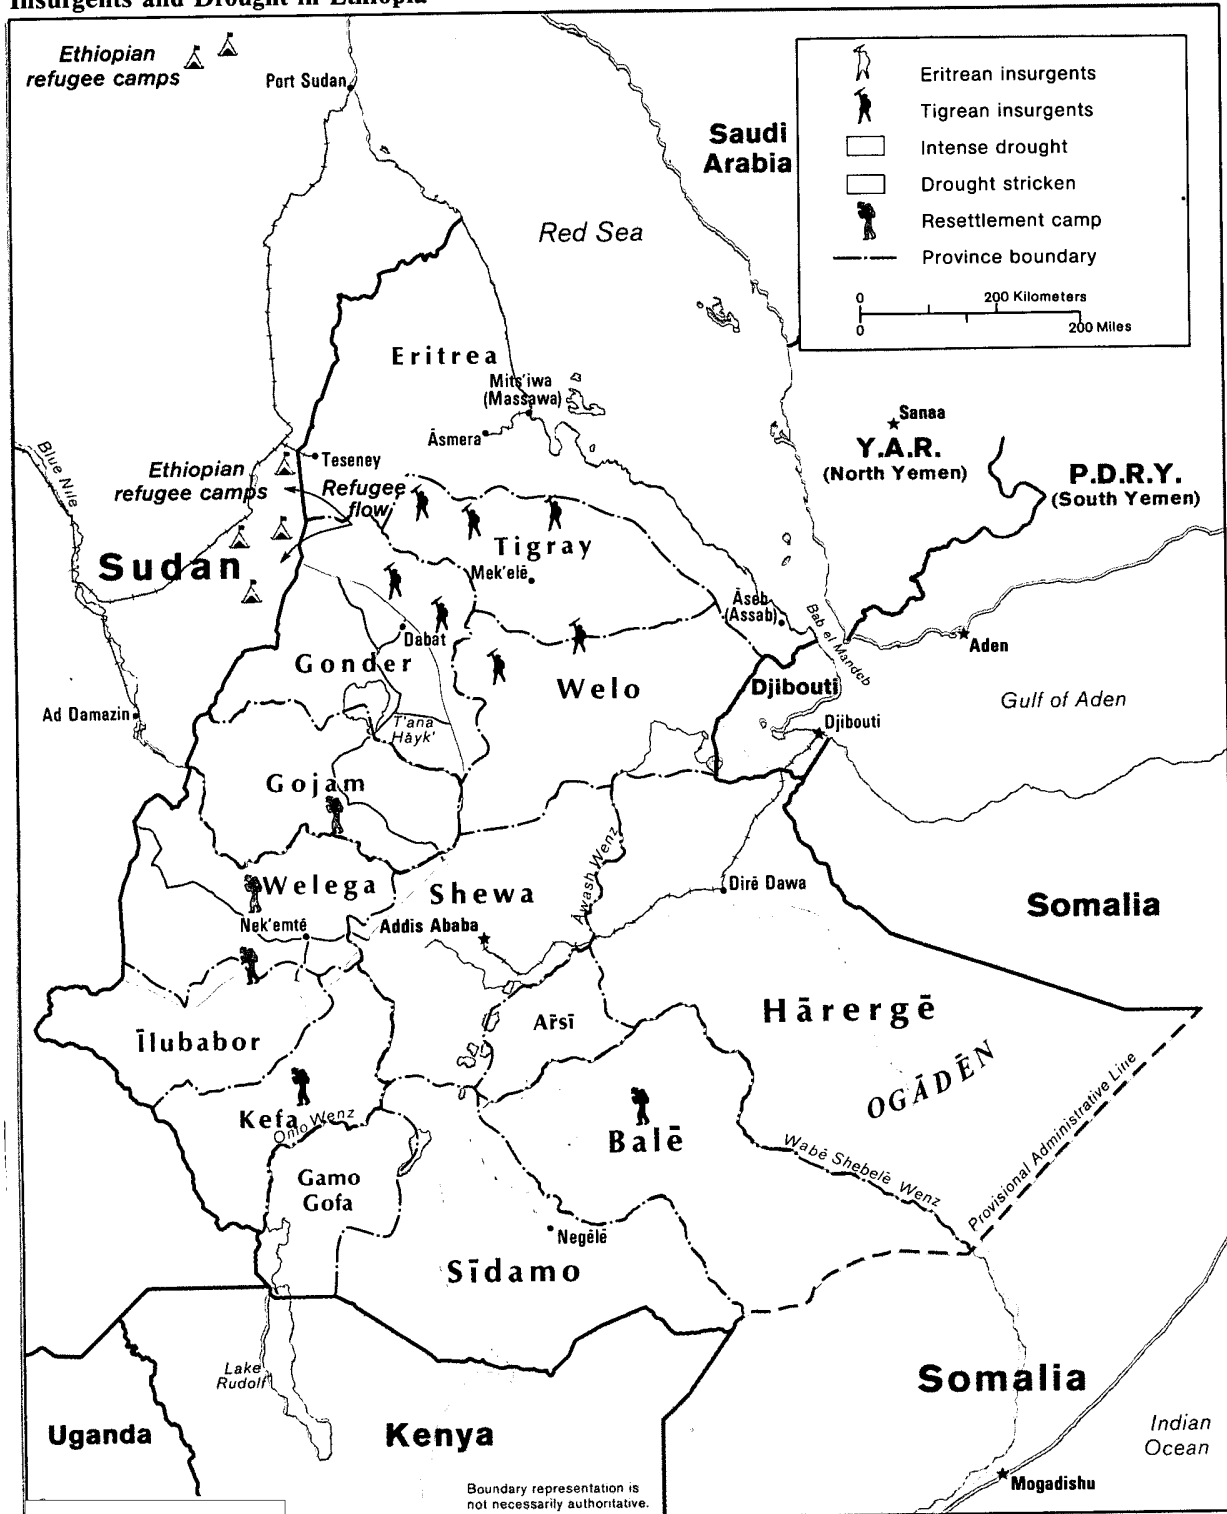 Insurgents and Drought in Ethiopia
Ethiopian
refugee camps
Port Sudan
Saudi
Arabia
Red Sea
Eritrean insurgents
Tigrean insurgents
Intense drought
Drought stricken
Resettlement camp
Province boundary
0
200 Kilometers
0
200 Miles
Eritrea
Mits'iwa
(Massawa)
Āsmera
Sanaa
Y.A.R.
(North Yemen)
P.D.R.Y.
(South Yemen)
Blue Nile
Teseney
Ethiopian
refugee camps
Refugee
flow
Sudan
Tigray
Mek'elē
Āseb
(Assab)
Bab el Mandeb
Aden
Dabat
Gonder
Welo
Djibouti
Gulf of Aden
Ad Damazin
T'ana
Hāyk'
Djibouti
Gojam
Āwash Wenz
Welega
Shewa
Dirē Dawa
Somalia
Nek'emtē
Addis Ababa
Īlubabor
Ārsī
Hārergē
OGĀDĒN
Provisional Administrative Line
Kefa
Omo Wenz
Balē
Wabē Shebelē Wenz
Gamo
Gofa
Negēlē
Sīdamo
Lake
Rudolf
Somalia
Uganda
Kenya
Indian
Ocean
Boundary representation is
not necessarily authoritative.
Mogadishu